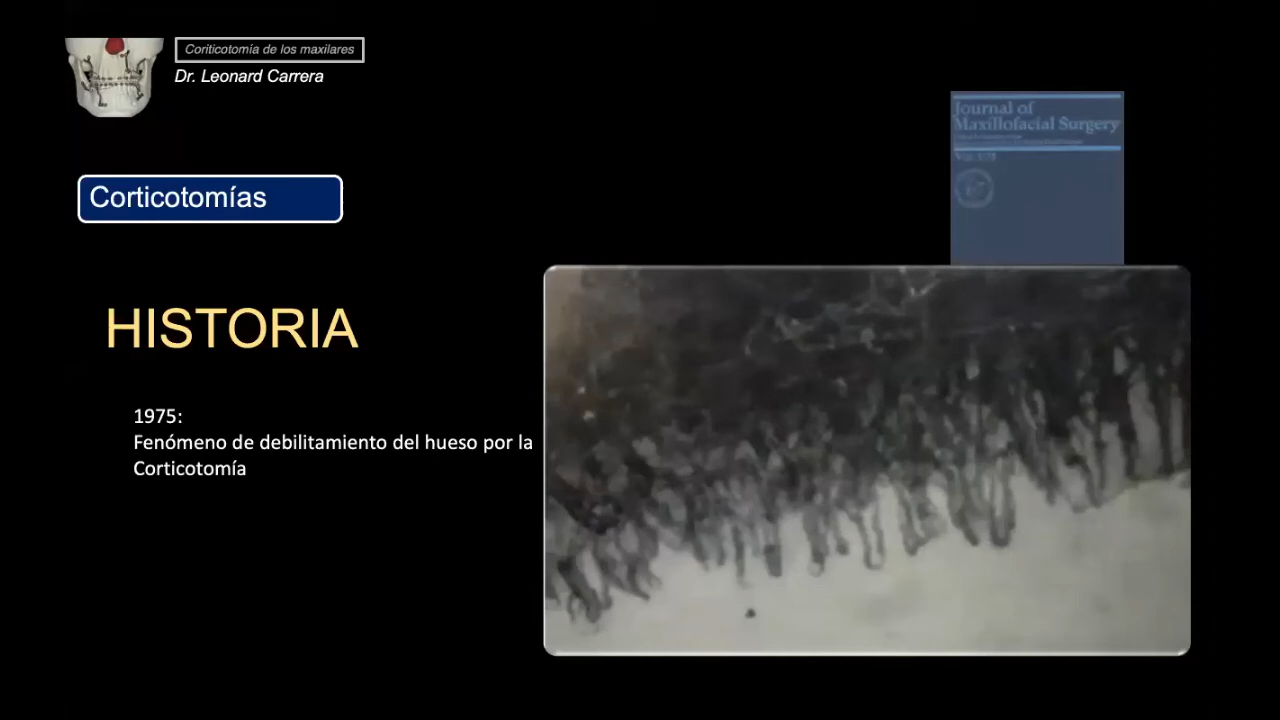 Coriticotomía de los maxilares
Dr. Leonard Carrera
Journal of
Maxillofacial Surgery
Corticotomías
HISTORIA
1975:
Fenómeno de debilitamiento del hueso por la
Corticotomía